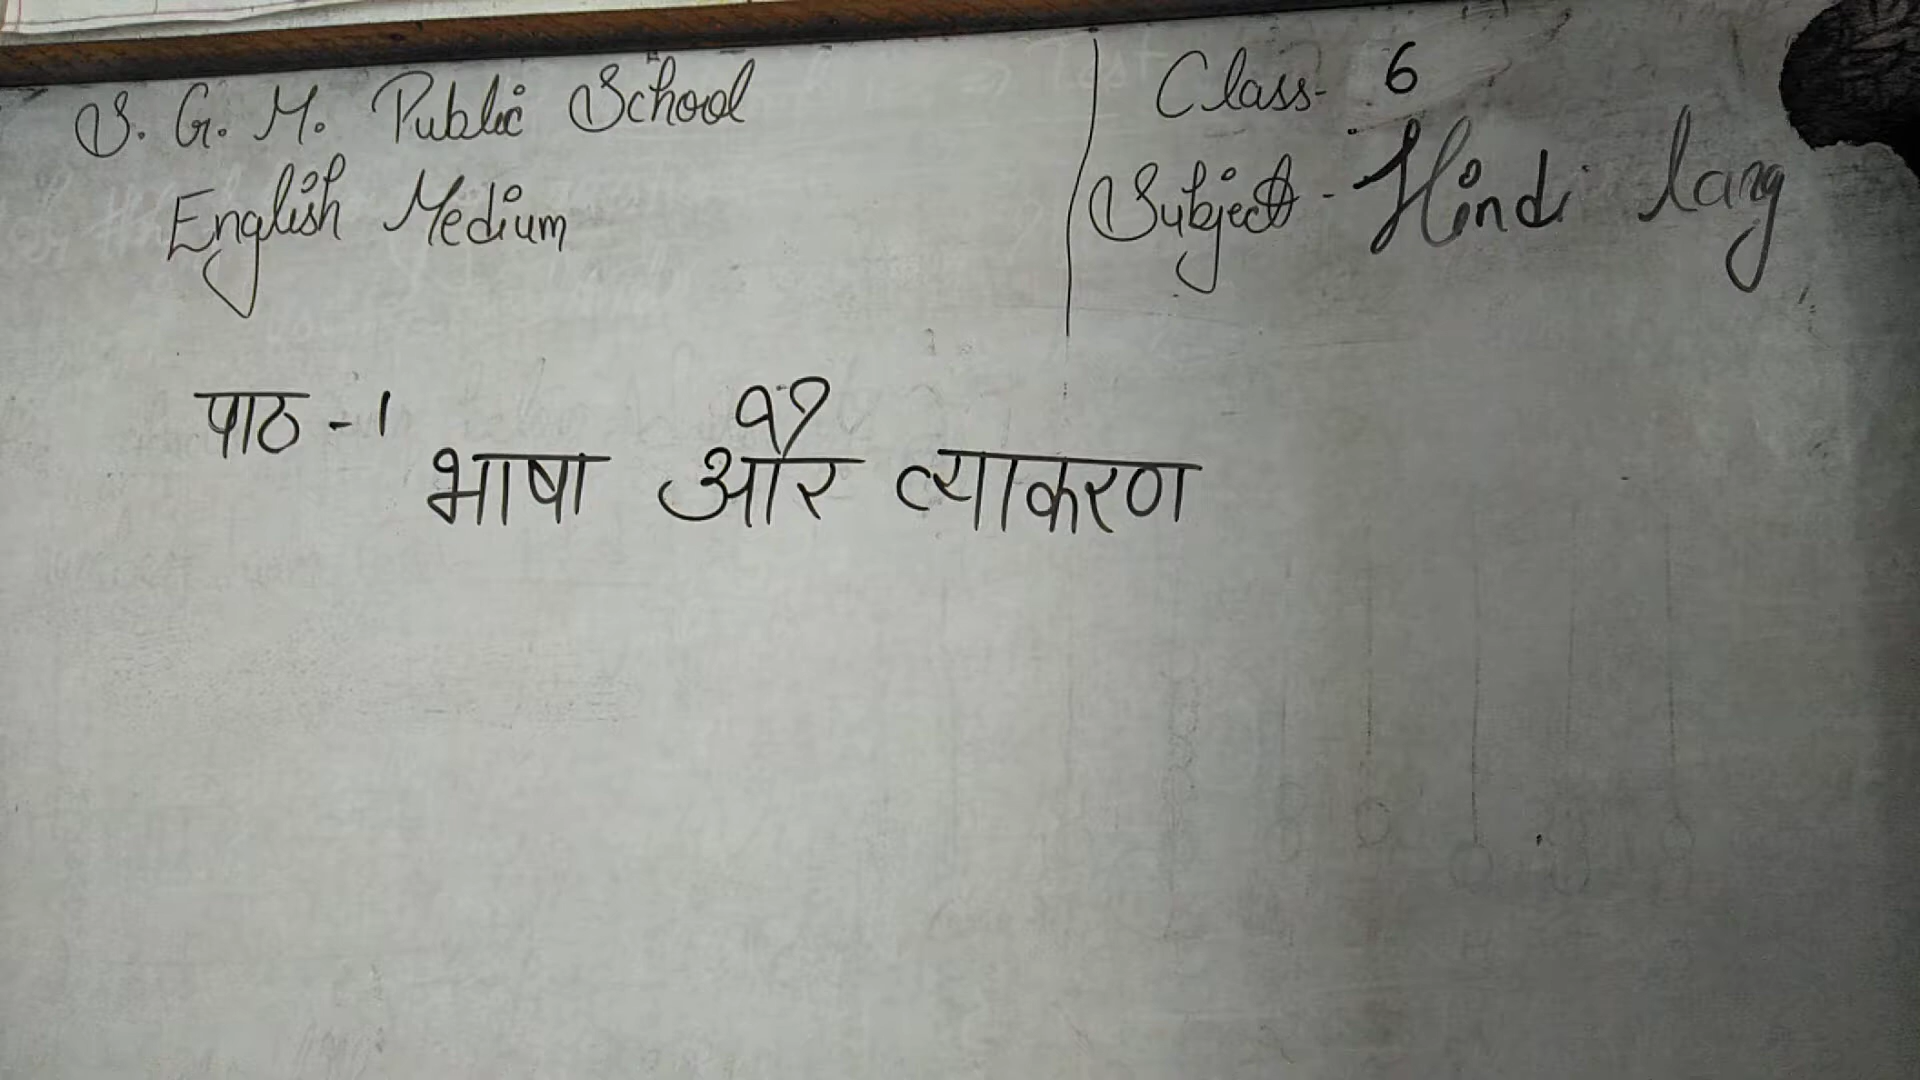 S. G. M. Public School
English Medium
Class- 6
Subject - Hindi lang
पाठ -1
भाषा और व्याकरण